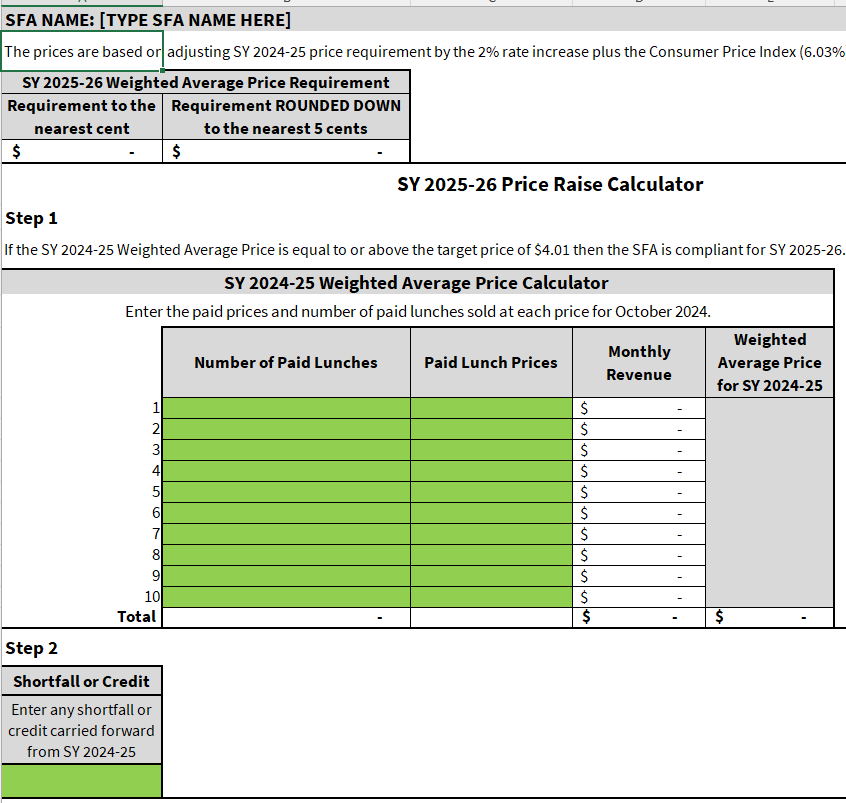 SFA NAME: [TYPE SFA NAME HERE]
The prices are based on adjusting SY 2024-25 price requirement by the 2% rate increase plus the Consumer Price Index (6.03%
SY 2025-26 Weighted Average Price Requirement
Requirement to the nearest cent
Requirement ROUNDED DOWN to the nearest 5 cents
$ -
$ -
SY 2025-26 Price Raise Calculator
Step 1
If the SY 2024-25 Weighted Average Price is equal to or above the target price of $4.01 then the SFA is compliant for SY 2025-26.
SY 2024-25 Weighted Average Price Calculator
Enter the paid prices and number of paid lunches sold at each price for October 2024.
Number of Paid Lunches
Paid Lunch Prices
Monthly Revenue
Weighted Average Price for SY 2024-25
1 $ -
2 $ -
3 $ -
4 $ -
5 $ -
6 $ -
7 $ -
8 $ -
9 $ -
10 $ -
Total - $ - $ -
Step 2
Shortfall or Credit
Enter any shortfall or
credit carried forward
from SY 2024-25